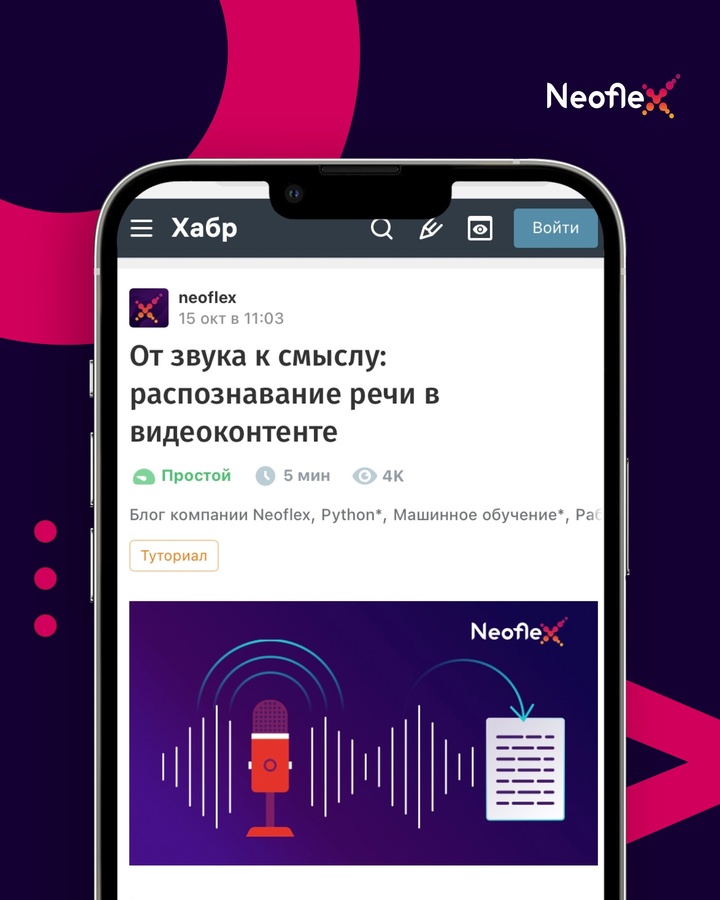 Neoflex
Хабр
Войти
neoflex
15 окт в 11:03
От звука к смыслу:
распознавание речи в
видеоконтенте
Простой 5 мин 4K
Блог компании Neoflex, Python*, Машинное обучение*, Раб
Туториал
Neoflex